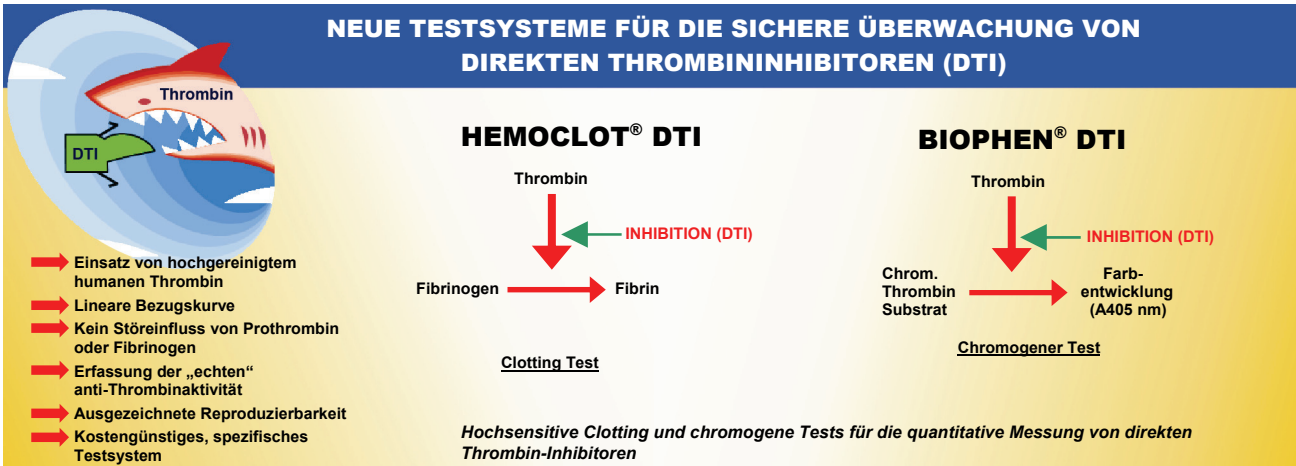 NEUE TESTSYSTEME FÜR DIE SICHERE ÜBERWACHUNG VON
DIREKTEN THROMBININHIBITOREN (DTI)
Thrombin
DTI
Einsatz von hochgereinigtem
humanen Thrombin
Lineare Bezugskurve
Kein Störeinfluss von Prothrombin
oder Fibrinogen
Erfassung der „echten“
anti-Thrombinaktivität
Ausgezeichnete Reproduzierbarkeit
Kostengünstiges, spezifisches
Testsystem
HEMOCLOT® DTI
Thrombin
INHIBITION (DTI)
Fibrinogen
Fibrin
Clotting Test
BIOPHEN® DTI
Thrombin
INHIBITION (DTI)
Chrom.
Thrombin
Substrat
Farb-
entwicklung
(A405 nm)
Chromogener Test
Hochsensitive Clotting und chromogene Tests für die quantitative Messung von direkten
Thrombin-Inhibitoren